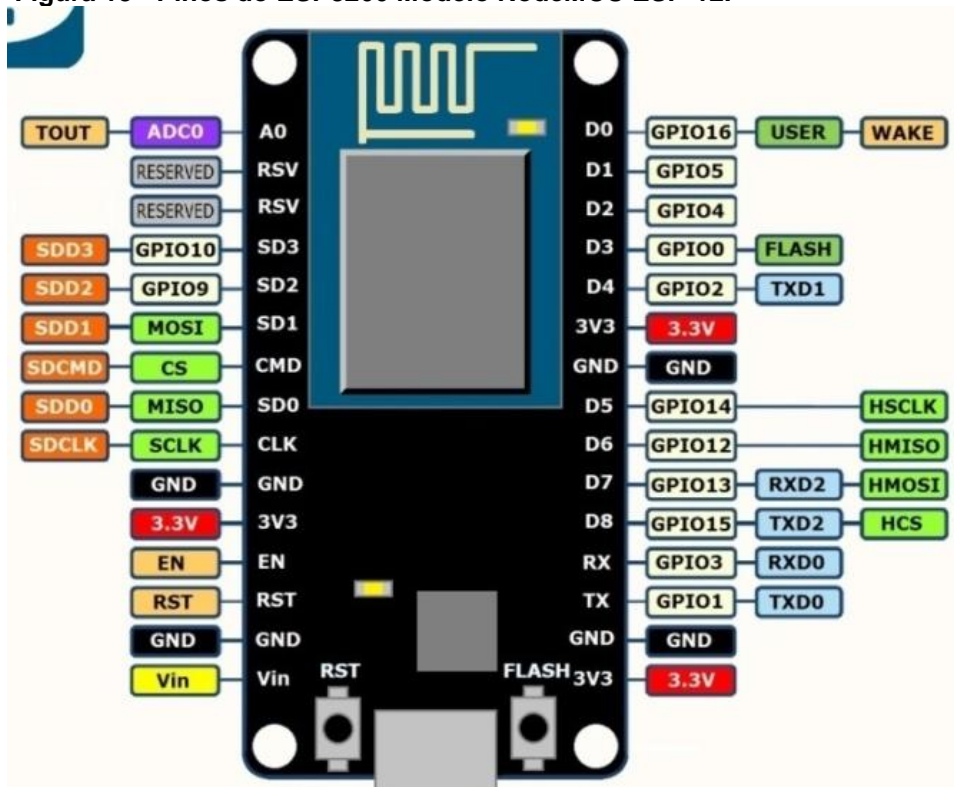 TOUT ADC0 A0 D0 GPIO16 USER WAKE
RESERVED RSV D1 GPIO5
RESERVED RSV D2 GPIO4
SDD3 GPIO10 SD3 D3 GPIO0 FLASH
SDD2 GPIO9 SD2 D4 GPIO2 TXD1
SDD1 MOSI SD1 3V3 3.3V
SDCMD CS CMD GND GND
SDD0 MISO SD0 D5 GPIO14 HSCLK
SDCLK SCLK CLK D6 GPIO12 HMISO
GND GND D7 GPIO13 RXD2 HMOSI
3.3V 3V3 D8 GPIO15 TXD2 HCS
EN EN RX GPIO3 RXD0
RST RST TX GPIO1 TXD0
GND GND GND GND
Vin Vin RST FLASH 3V3 3.3V